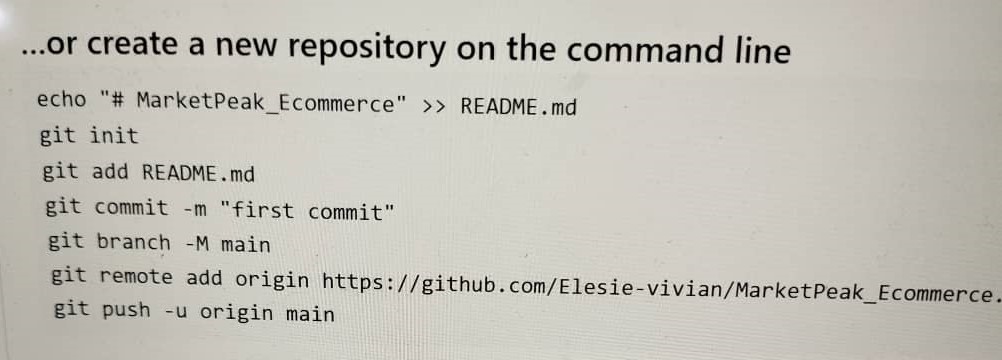 ...or create a new repository on the command line
echo "# MarketPeak_Ecommerce" >> README.md
git init
git add README.md
git commit -m "first commit"
git branch -M main
git remote add origin https://github.com/Elesie-vivian/MarketPeak_Ecommerce.
git push -u origin main